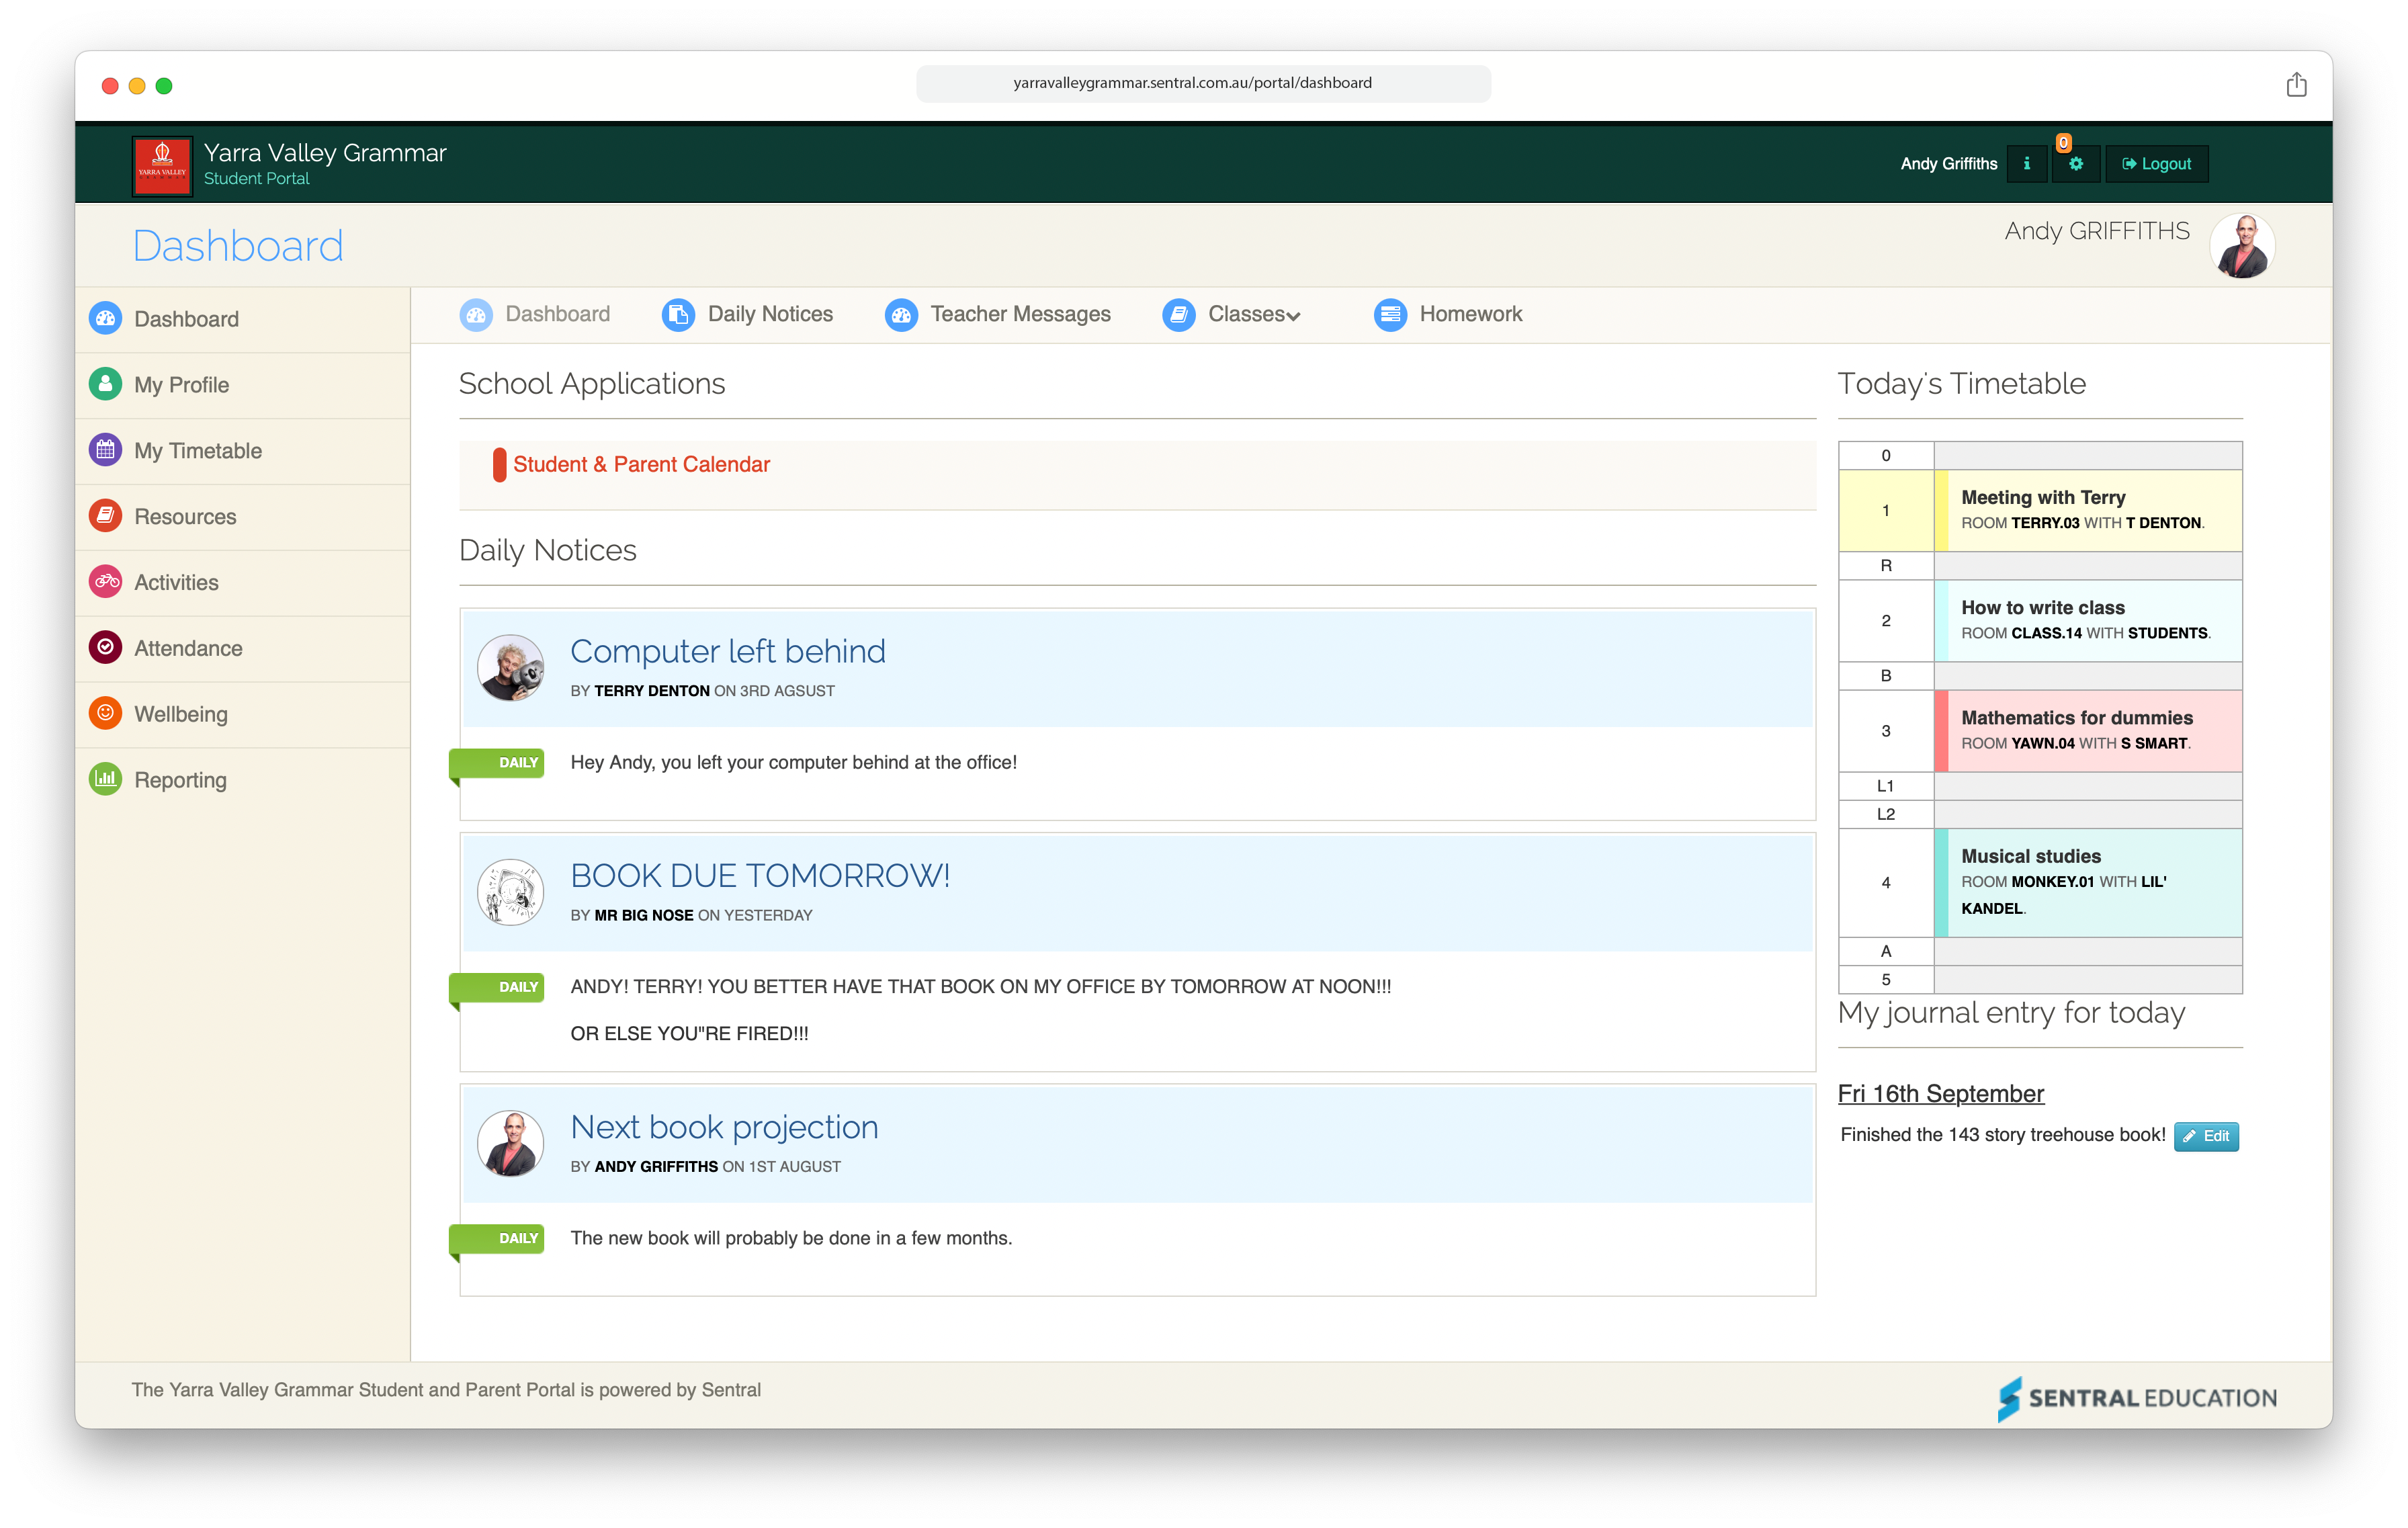 yarravalleygrammar.sentral.com.au/portal/dashboard
YARRA VALLEY
GRAMMAR
Yarra Valley Grammar
Student Portal
Andy Griffiths
0
Logout
Dashboard
Andy GRIFFITHS
Dashboard
My Profile
My Timetable
Resources
Activities
Attendance
Wellbeing
Reporting
Dashboard
Daily Notices
Teacher Messages
Classes
Homework
School Applications
Student & Parent Calendar
Daily Notices
Computer left behind
BY TERRY DENTON ON 3RD AGSUST
DAILY
Hey Andy, you left your computer behind at the office!
BOOK DUE TOMORROW!
BY MR BIG NOSE ON YESTERDAY
DAILY
ANDY! TERRY! YOU BETTER HAVE THAT BOOK ON MY OFFICE BY TOMORROW AT NOON!!!
OR ELSE YOU"RE FIRED!!!
Next book projection
BY ANDY GRIFFITHS ON 1ST AUGUST
DAILY
The new book will probably be done in a few months.
Today's Timetable
0
1
Meeting with Terry
ROOM TERRY.03 WITH T DENTON.
R
2
How to write class
ROOM CLASS.14 WITH STUDENTS.
B
3
Mathematics for dummies
ROOM YAWN.04 WITH S SMART.
L1
L2
4
Musical studies
ROOM MONKEY.01 WITH LIL'
KANDEL.
A
5
My journal entry for today
Fri 16th September
Finished the 143 story treehouse book!
Edit
The Yarra Valley Grammar Student and Parent Portal is powered by Sentral
SENTRAL EDUCATION